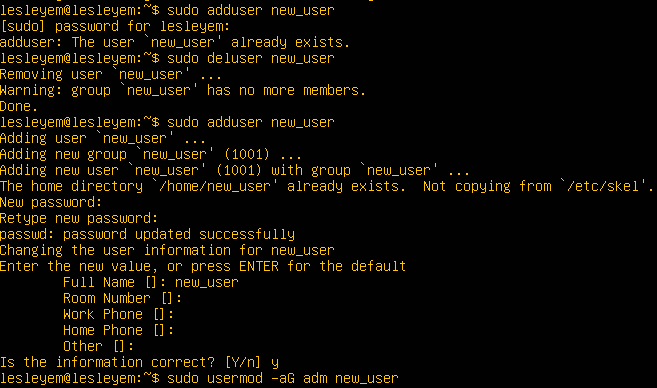 lesleyem@lesleyem:~$ sudo adduser new_user
[sudo] password for lesleyem:
adduser: The user `new_user' already exists.
lesleyem@lesleyem:~$ sudo deluser new_user
Removing user `new_user' ...
Warning: group `new_user' has no more members.
Done.
lesleyem@lesleyem:~$ sudo adduser new_user
Adding user `new_user' ...
Adding new group `new_user' (1001) ...
Adding new user `new_user' (1001) with group `new_user' ...
The home directory `/home/new_user' already exists.  Not copying from `/etc/skel'.
New password:
Retype new password:
passwd: password updated successfully
Changing the user information for new_user
Enter the new value, or press ENTER for the default
        Full Name []: new_user
        Room Number []:
        Work Phone []:
        Home Phone []:
        Other []:
Is the information correct? [Y/n] y
lesleyem@lesleyem:~$ sudo usermod -aG adm new_user